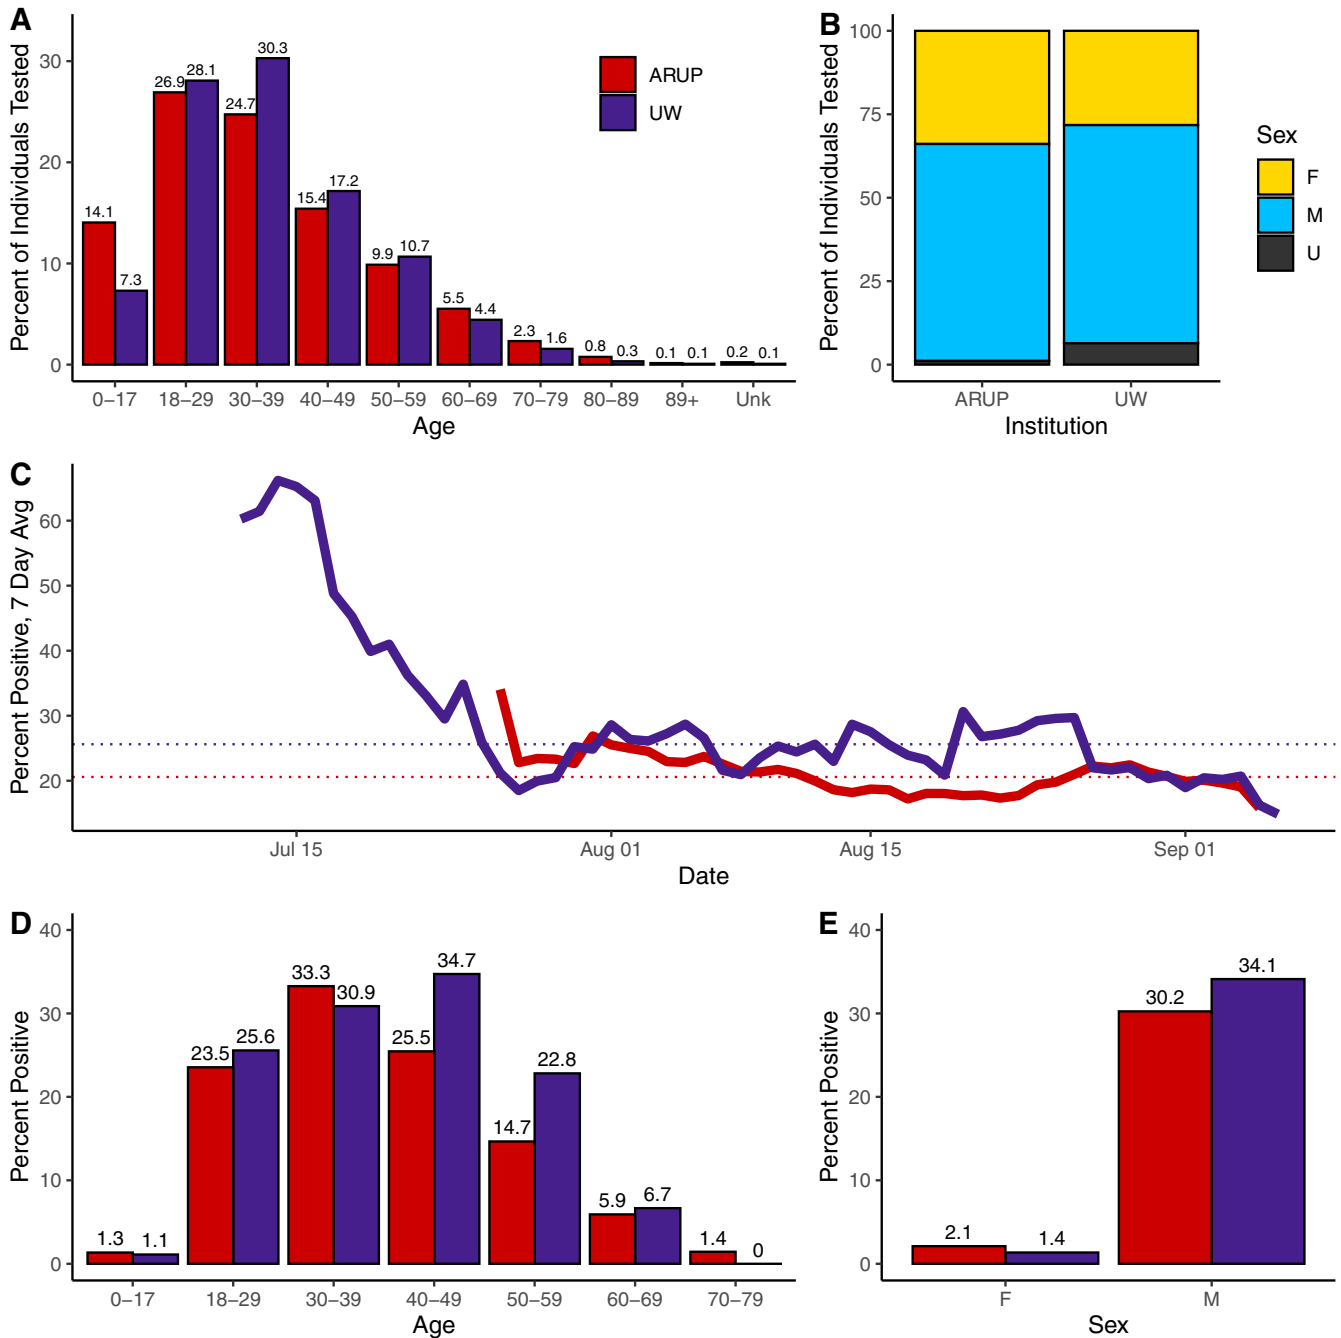 A
Percent of Individuals Tested
30
20
10
0
14.1
7.3
26.9
28.1
24.7
30.3
15.4
17.2
9.9
10.7
5.5
4.4
2.3
1.6
0.8
0.3
0.1
0.1
0.2
0.1
0–17
18–29
30–39
40–49
50–59
60–69
70–79
80–89
89+
Unk
Age
ARUP
UW
B
Percent of Individuals Tested
100
75
50
25
0
ARUP
UW
Institution
Sex
F
M
U
C
Percent Positive, 7 Day Avg
60
50
40
30
20
Jul 15
Aug 01
Aug 15
Sep 01
Date
D
Percent Positive
40
30
20
10
0
1.3
1.1
23.5
25.6
33.3
30.9
25.5
34.7
14.7
22.8
5.9
6.7
1.4
0
0–17
18–29
30–39
40–49
50–59
60–69
70–79
Age
E
Percent Positive
40
30
20
10
0
2.1
1.4
30.2
34.1
F
M
Sex